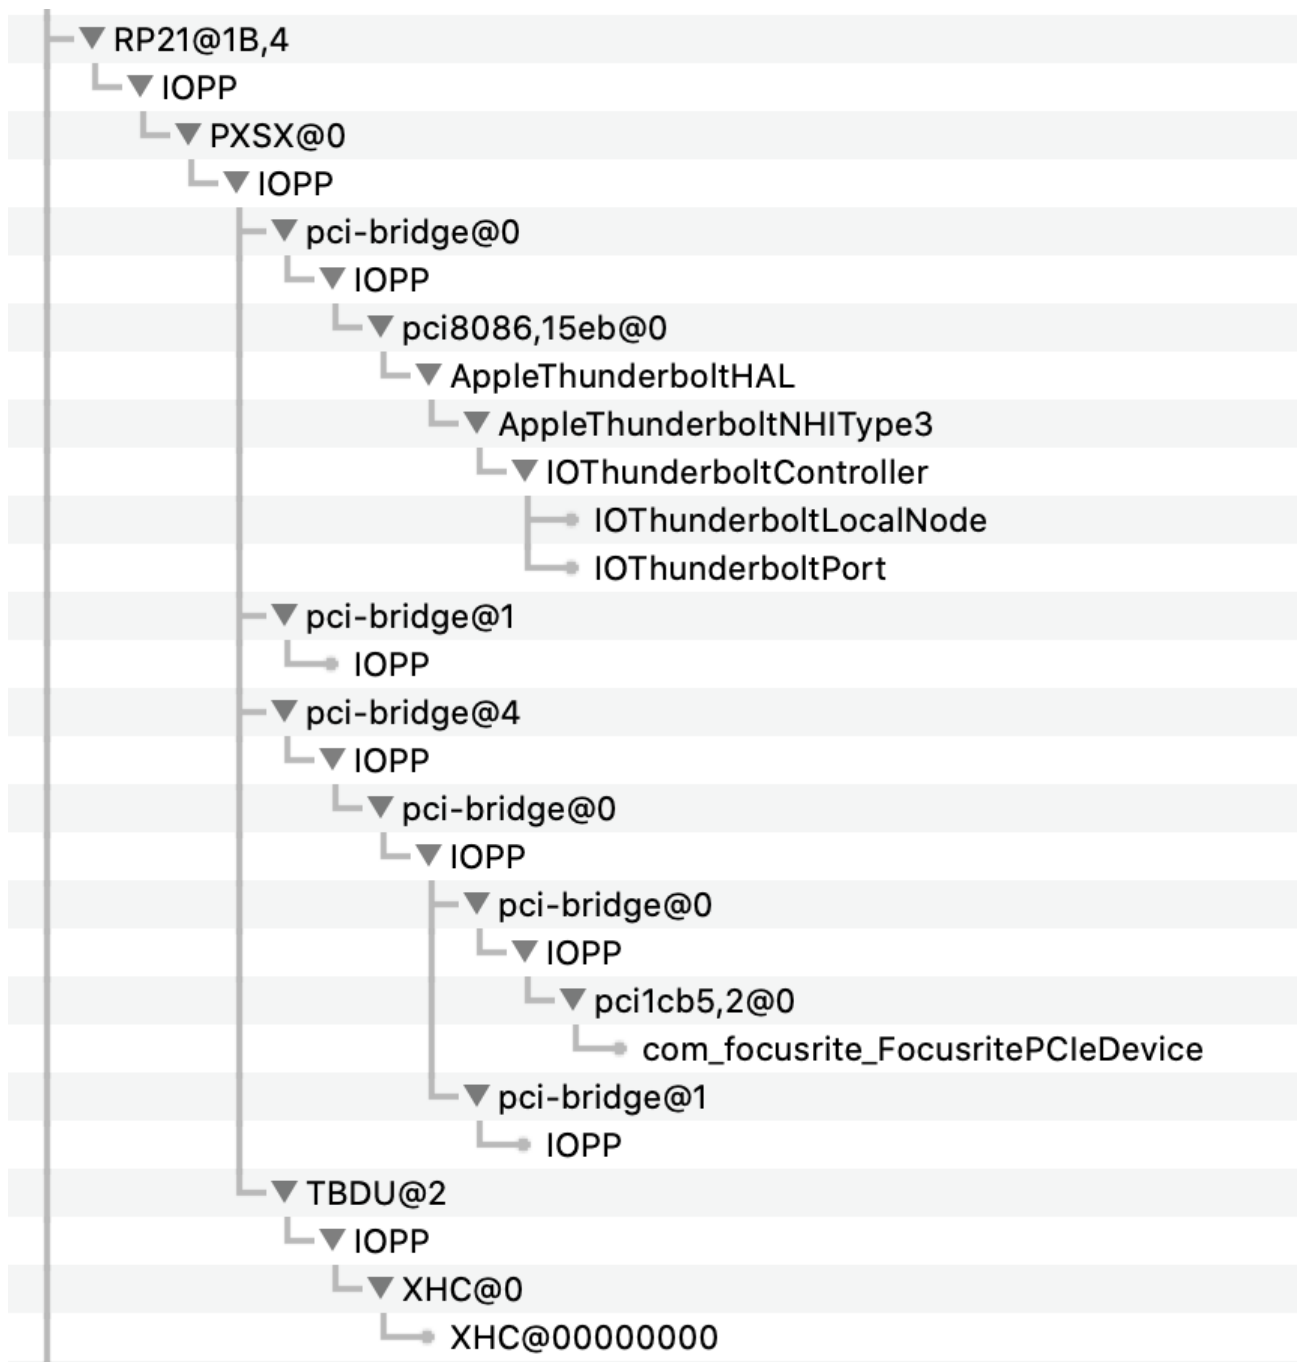 RP21@1B,4
IOPP
PXSX@0
IOPP
pci-bridge@0
IOPP
pci8086,15eb@0
AppleThunderboltHAL
AppleThunderboltNHIType3
IOThunderboltController
IOThunderboltLocalNode
IOThunderboltPort
pci-bridge@1
IOPP
pci-bridge@4
IOPP
pci-bridge@0
IOPP
pci-bridge@0
IOPP
pci1cb5,2@0
com_focusrite_FocusritePCIeDevice
pci-bridge@1
IOPP
TBDU@2
IOPP
XHC@0
XHC@00000000